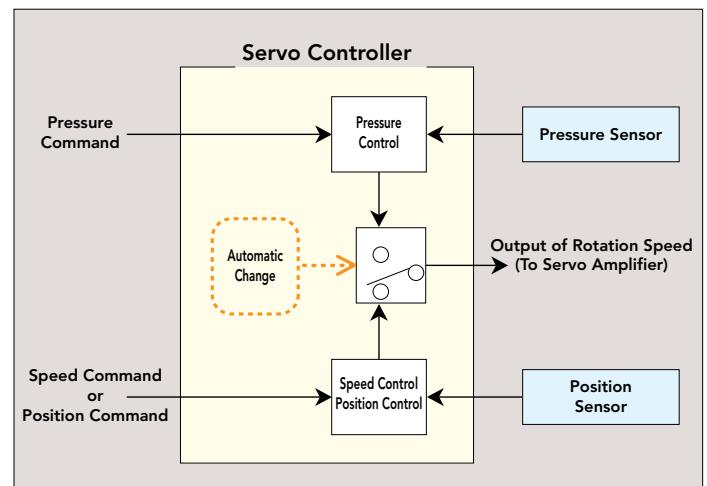 Servo Controller
Pressure
Command
Pressure
Control
Pressure Sensor
Automatic
Change
Output of Rotation Speed
(To Servo Amplifier)
Speed Command
or
Position Command
Speed Control
Position Control
Position
Sensor